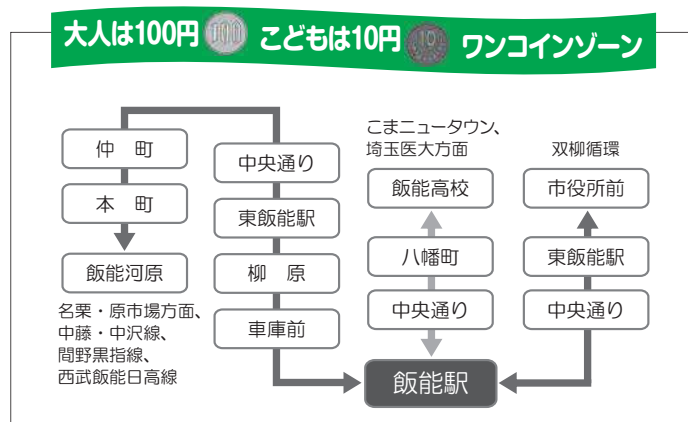 大人は100円 100 こどもは10円 10 ワンコインゾーン
仲　町
本　町
飯能河原
名栗・原市場方面、
中藤・中沢線、
間野黒指線、
西武飯能日高線
中央通り
東飯能駅
柳　原
車庫前
こまニュータウン、
埼玉医大方面
飯能高校
八幡町
中央通り
双柳循環
市役所前
東飯能駅
中央通り
飯能駅